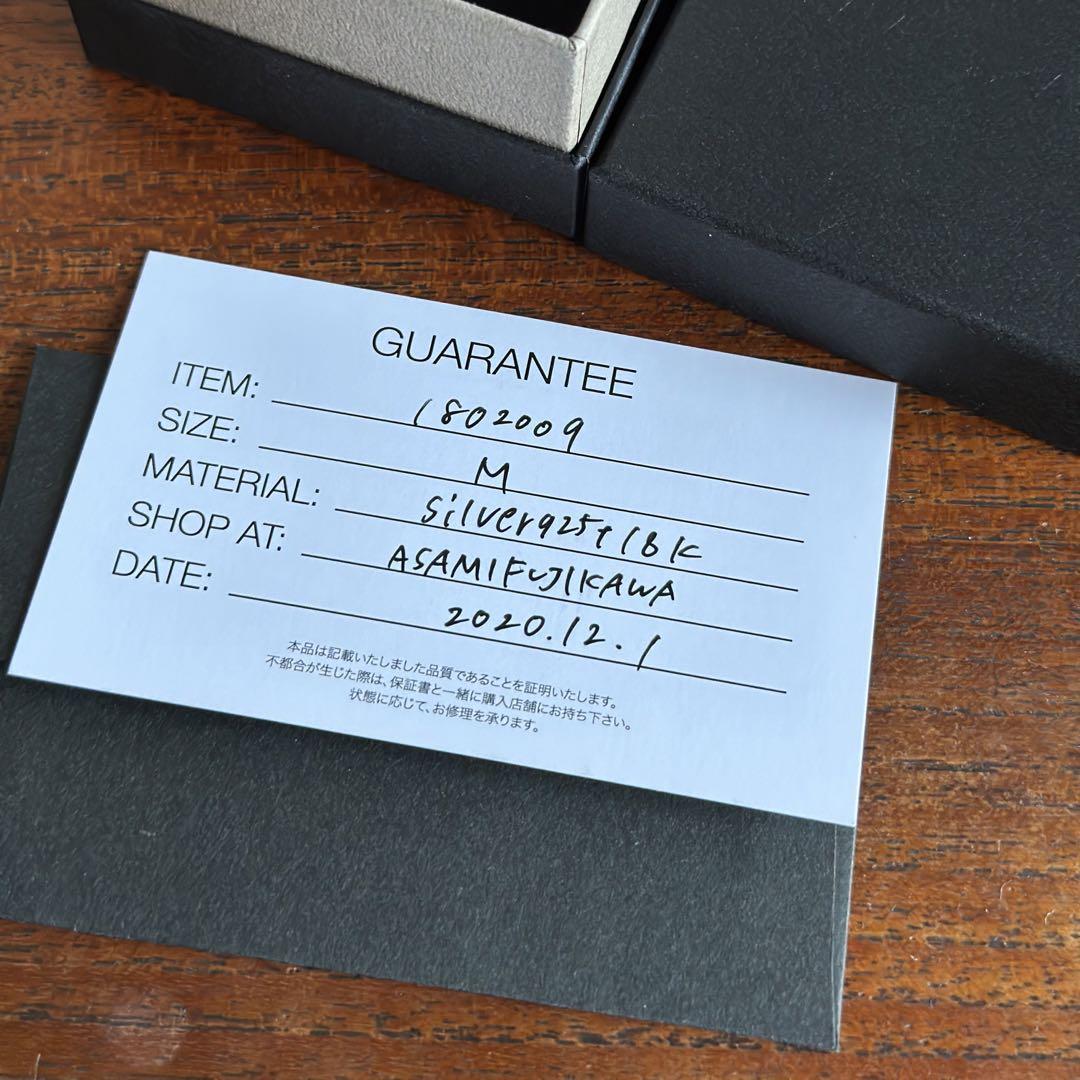 GUARANTEE
ITEM: 1802009
SIZE: M
MATERIAL: Silver925+18K
SHOP AT: ASAMIFUJIKAWA
DATE: 2020.12.1
本品は記載いたしました品質であることを証明いたします。
不都合が生じた際は、保証書と一緒に購入店舗にお持ち下さい。
状態に応じて、お修理を承ります。